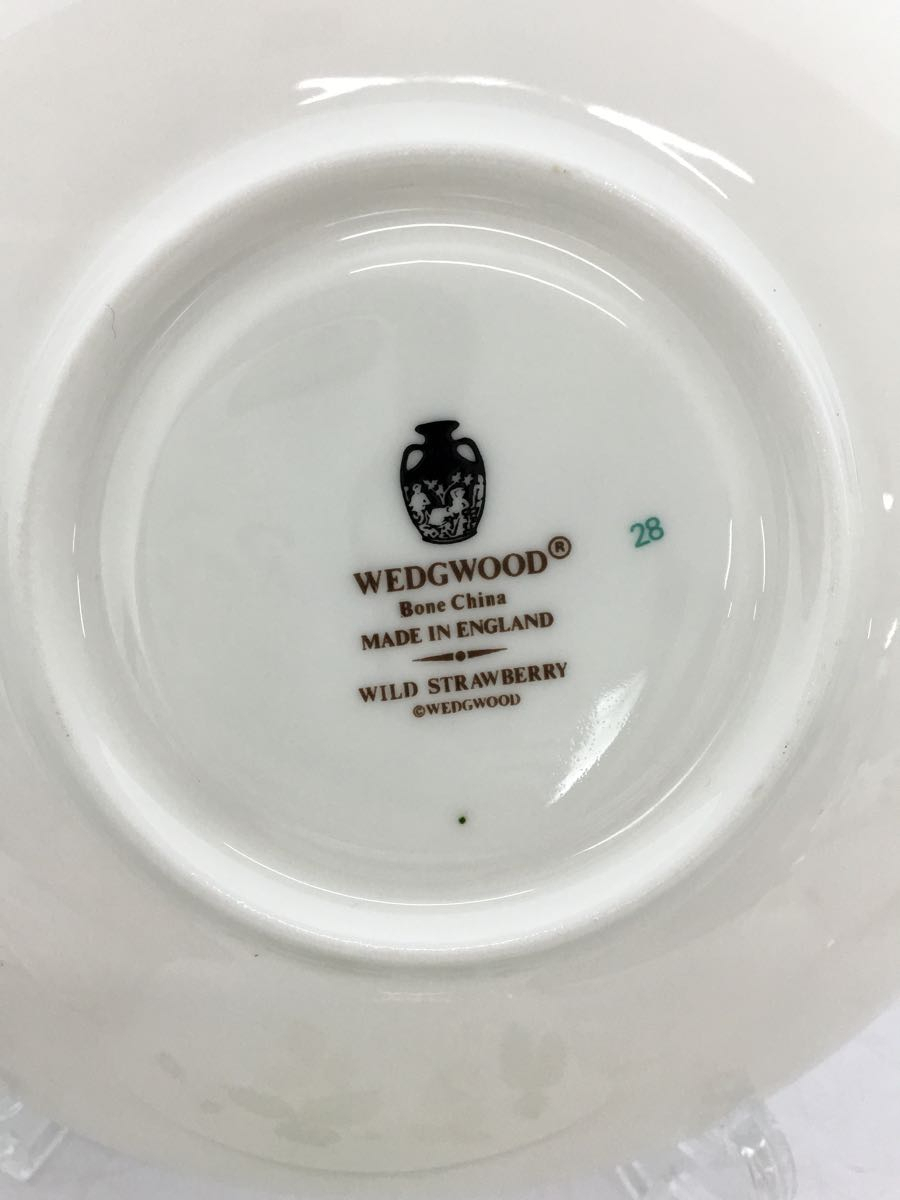 WEDGWOOD®
Bone China
MADE IN ENGLAND
WILD STRAWBERRY
©WEDGWOOD
28